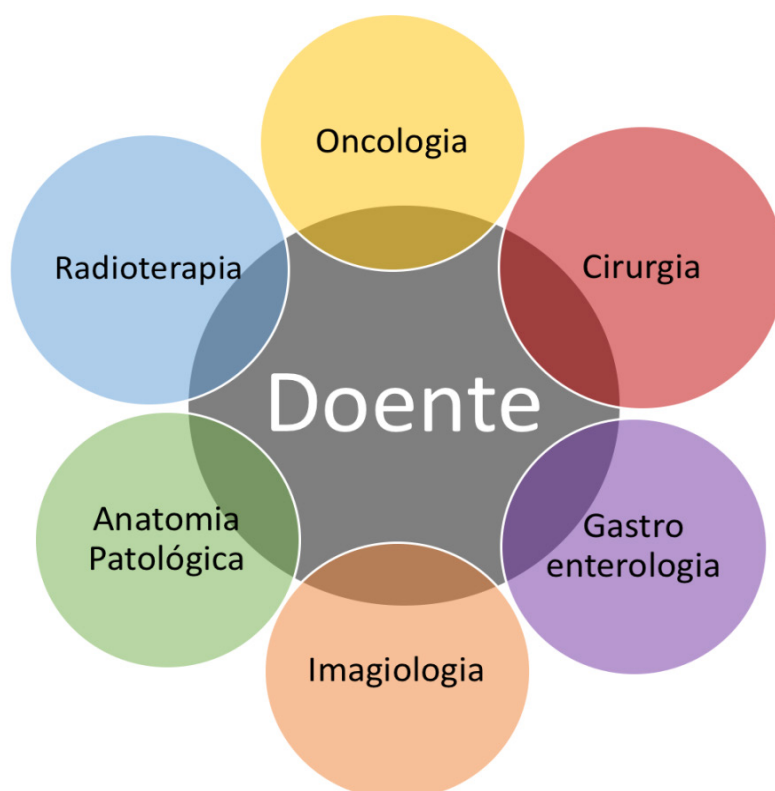 Oncologia
Radioterapia
Cirurgia
Doente
Anatomia
Patológica
Gastro
enterologia
Imagiologia